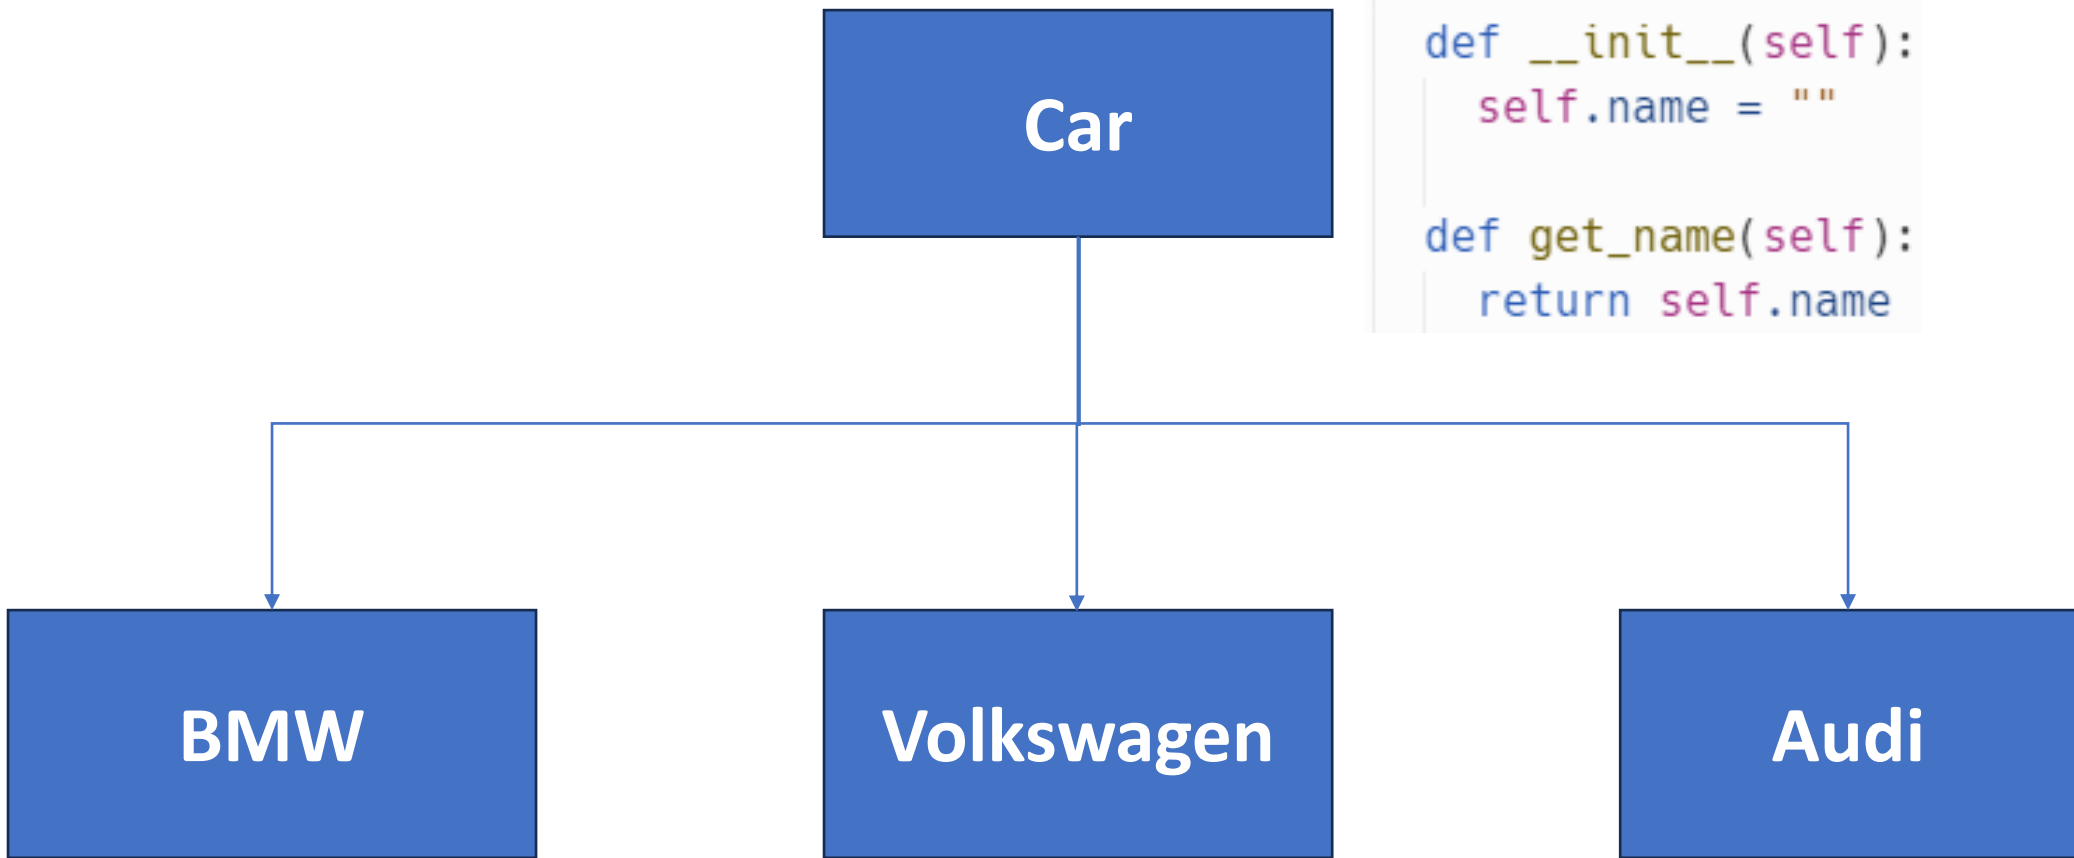 Car
def __init__(self):
self.name = ""
def get_name(self):
return self.name
BMW
Volkswagen
Audi